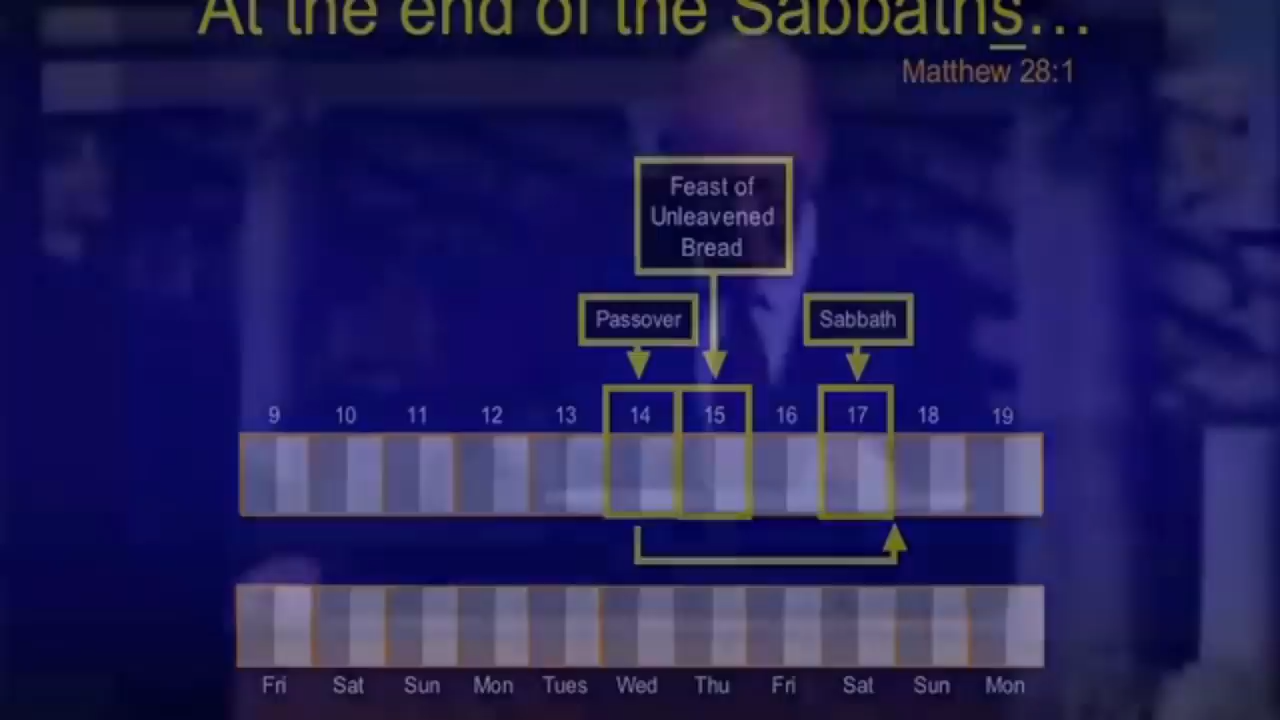 At the end of the Sabbaths...
Matthew 28:1
Feast of
Unleavened
Bread
Passover
Sabbath
9 10 11 12 13 14 15 16 17 18 19
Fri Sat Sun Mon Tues Wed Thu Fri Sat Sun Mon